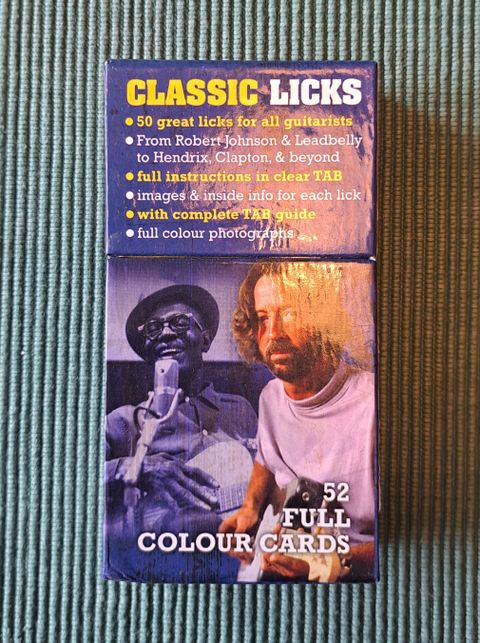 CLASSIC LICKS
• 50 great licks for all guitarists
• From Robert Johnson & Leadbelly
to Hendrix, Clapton, & beyond
• full instructions in clear TAB
• images & inside info for each lick
• with complete TAB guide
• full colour photographs
52
FULL
COLOUR CARDS